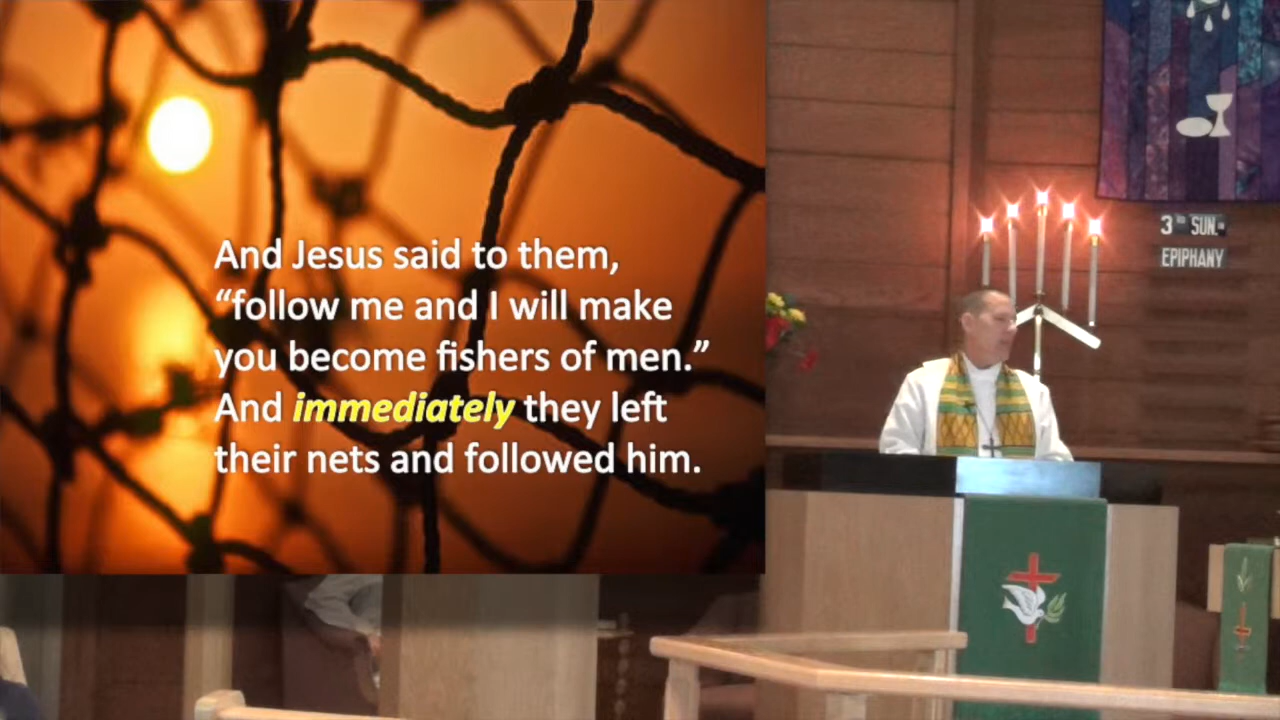 And Jesus said to them,
“follow me and I will make
you become fishers of men.”
And immediately they left
their nets and followed him.
3RD SUN.
EPIPHANY